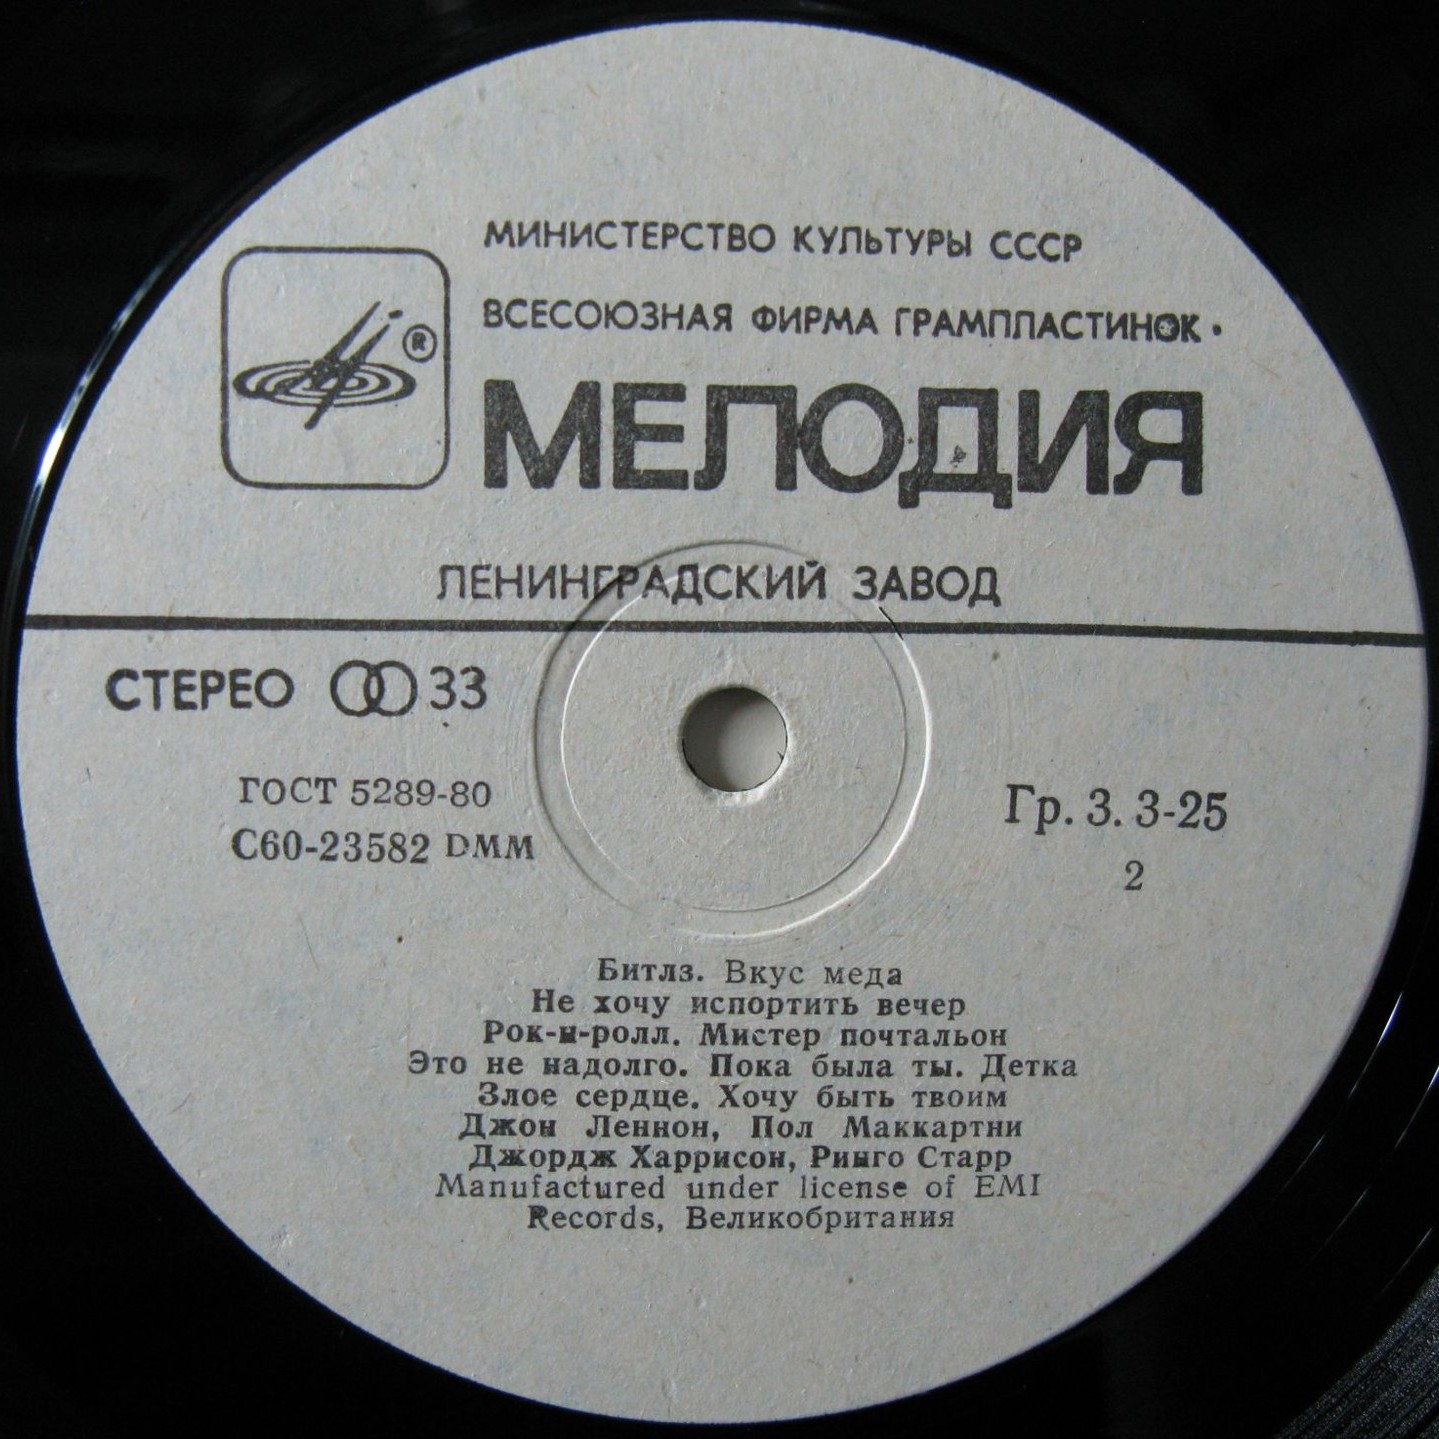 МИНИСТЕРСТВО КУЛЬТУРЫ СССР
ВСЕСОЮЗНАЯ ФИРМА ГРАМПЛАСТИНОК •
®
МЕЛОДИЯ
ЛЕНИНГРАДСКИЙ ЗАВОД
СТЕРЕО 33
ГОСТ 5289-80
С60-23582 DMM
Гр. 3. 3-25
2
Битлз. Вкус меда
Не хочу испортить вечер
Рок-н-ролл. Мистер почтальон
Это не надолго. Пока была ты. Детка
Злое сердце. Хочу быть твоим
Джон Леннон, Пол Маккартни
Джордж Харрисон, Ринго Старр
Manufactured under license of EMI
Records, Великобритания